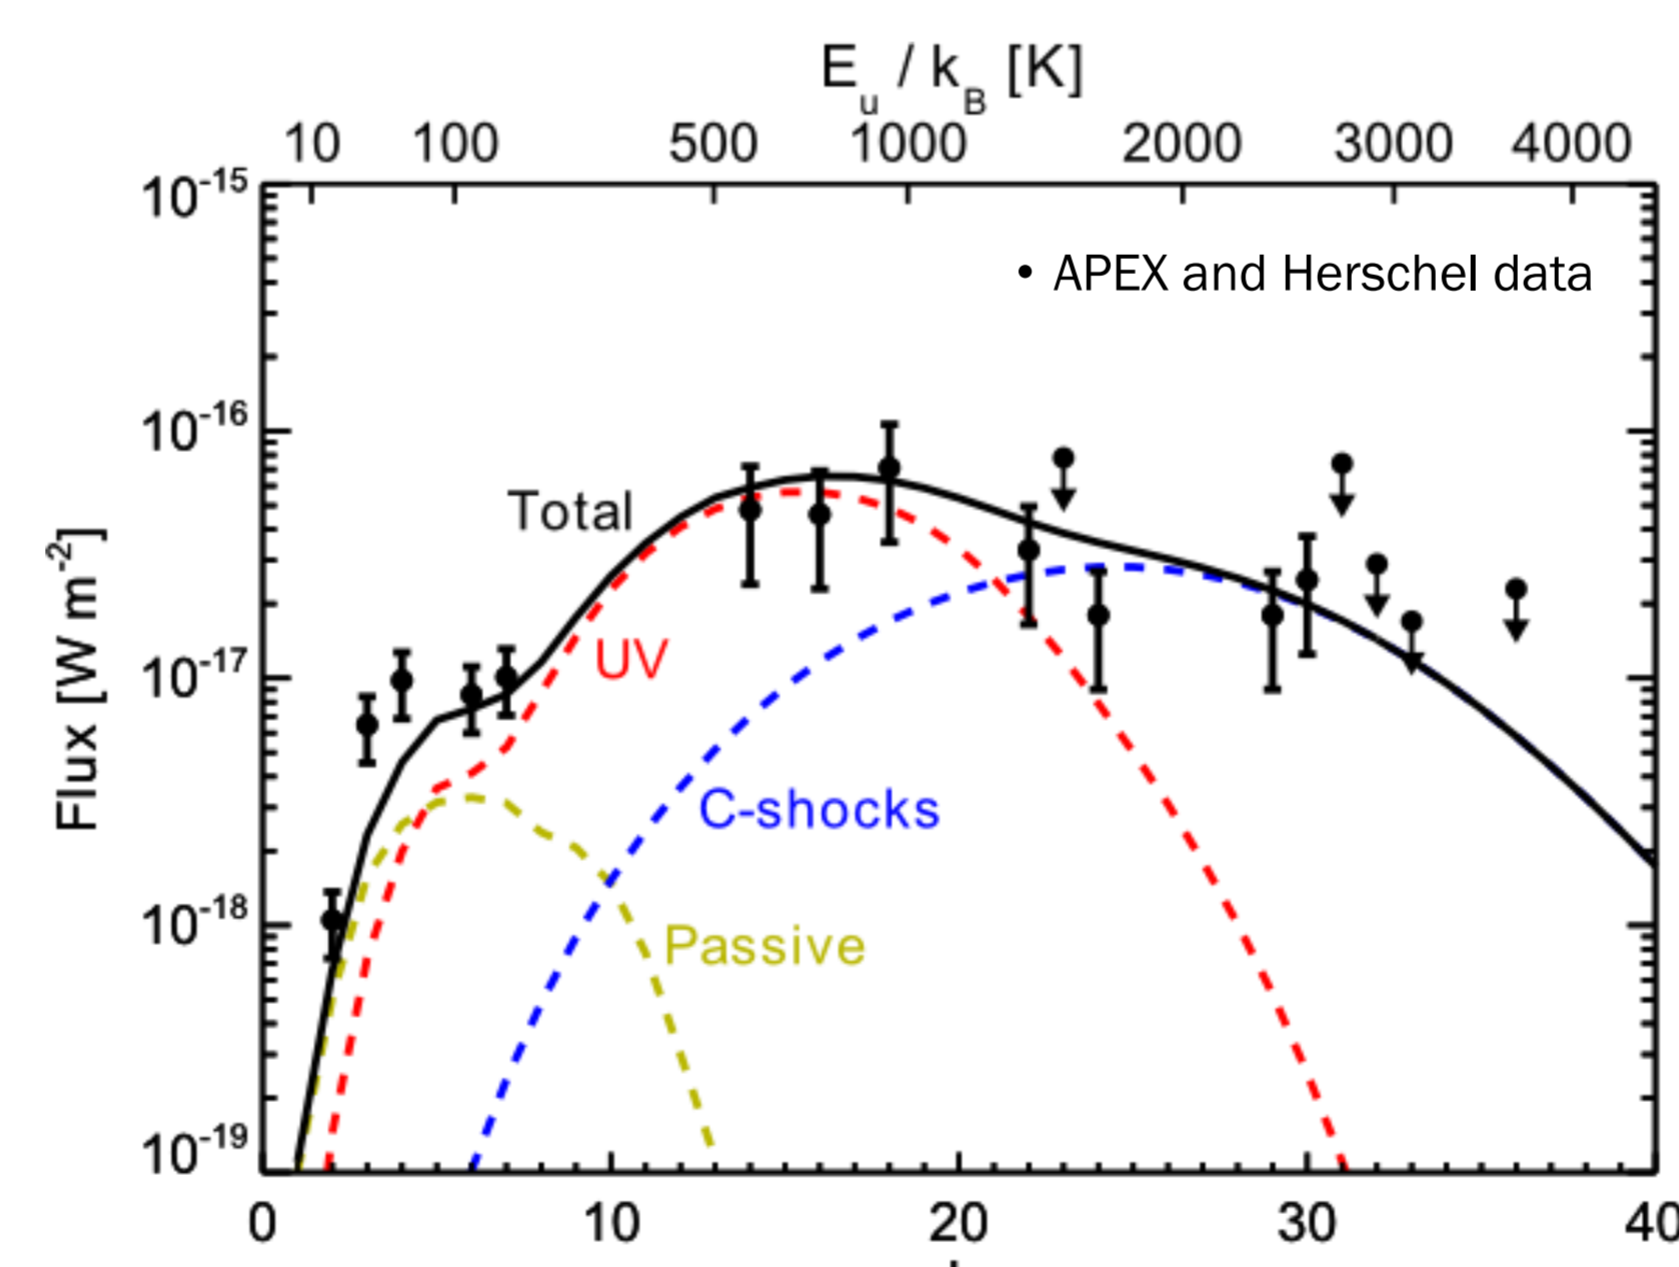 E_u / k_B [K]
10 100 500 1000 2000 3000 4000
10^-15
• APEX and Herschel data
10^-16
Total
UV
10^-17
C-shocks
Passive
10^-18
10^-19
Flux [W m^-2]
0 10 20 30 40